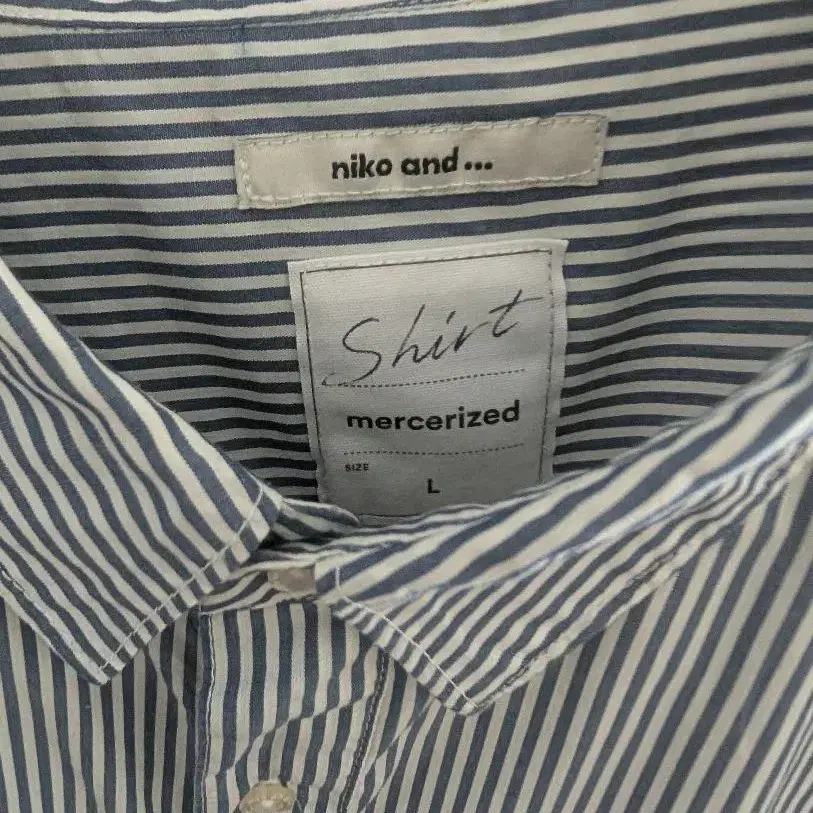 niko and...
Shirt
mercerized
SIZE
L